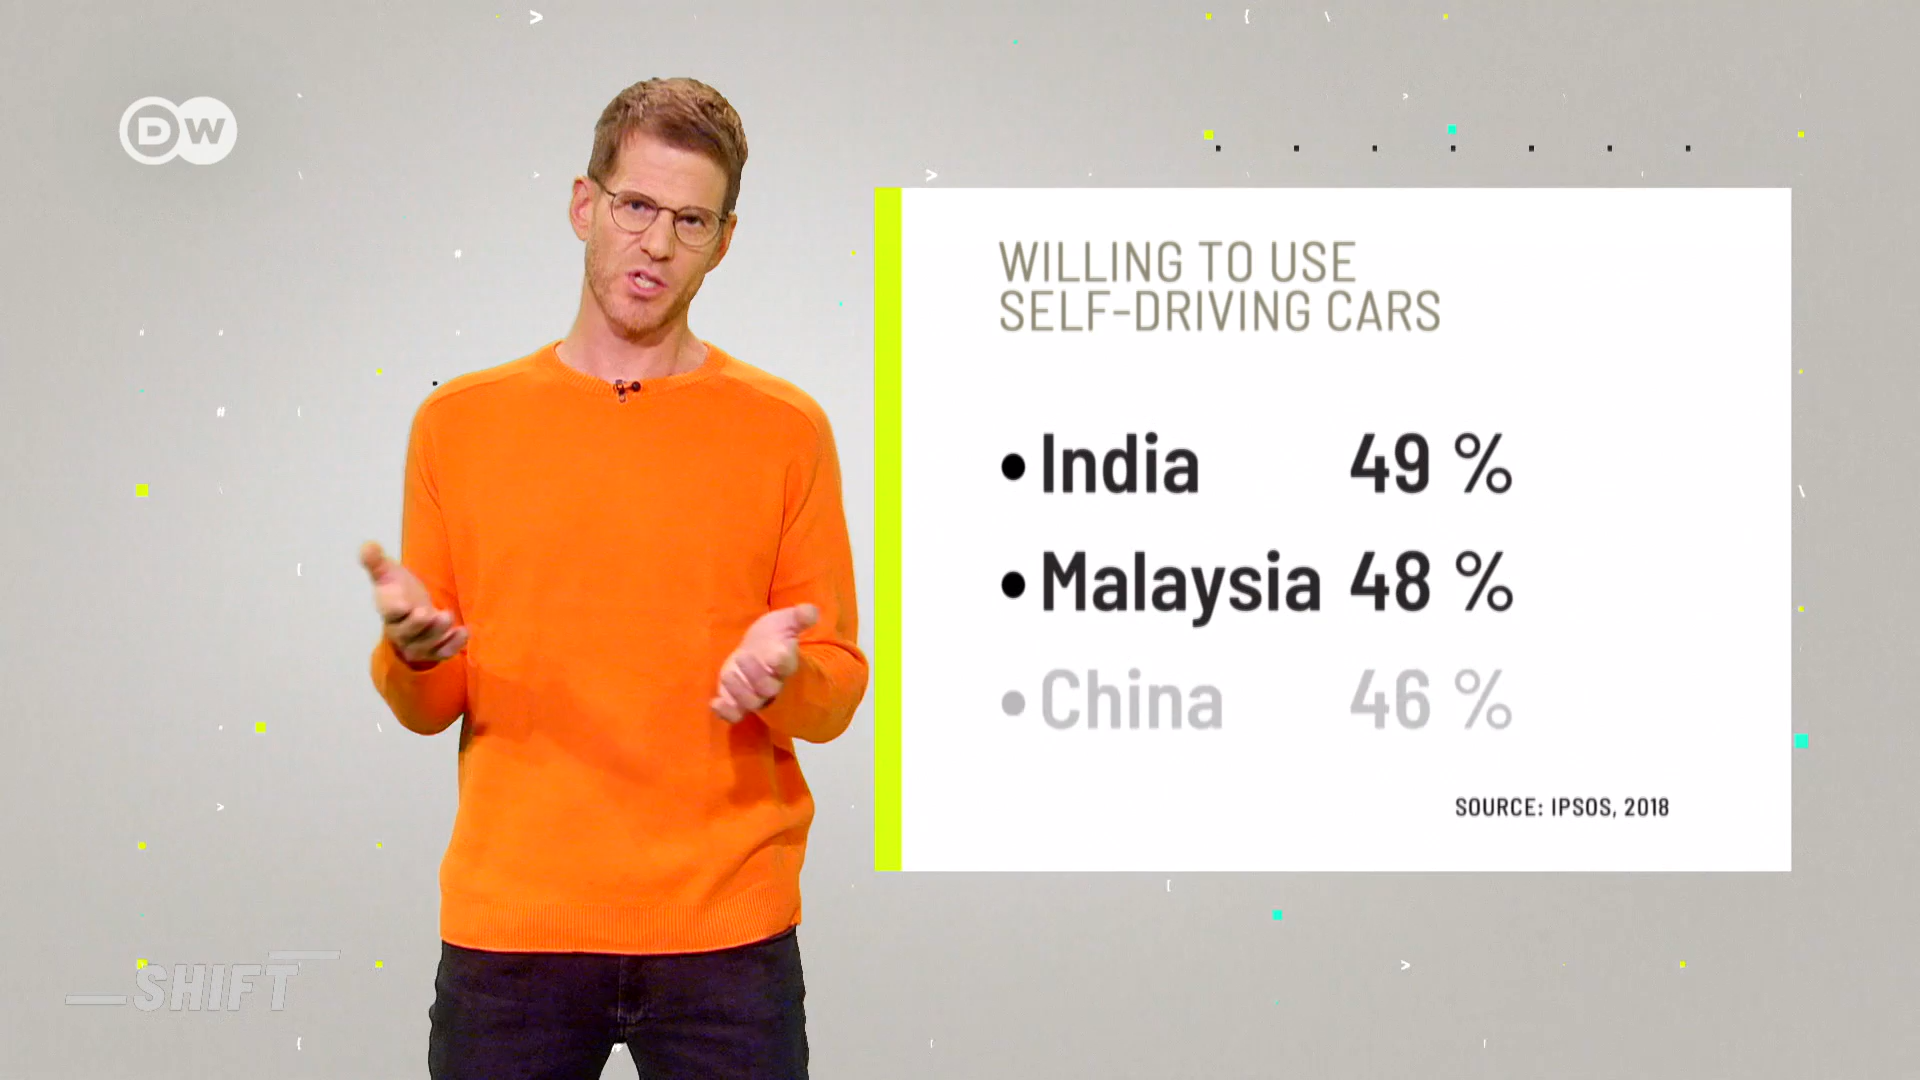 DW
WILLING TO USE
SELF-DRIVING CARS
• India 49 %
• Malaysia 48 %
• China 46 %
SOURCE: IPSOS, 2018
SHIFT